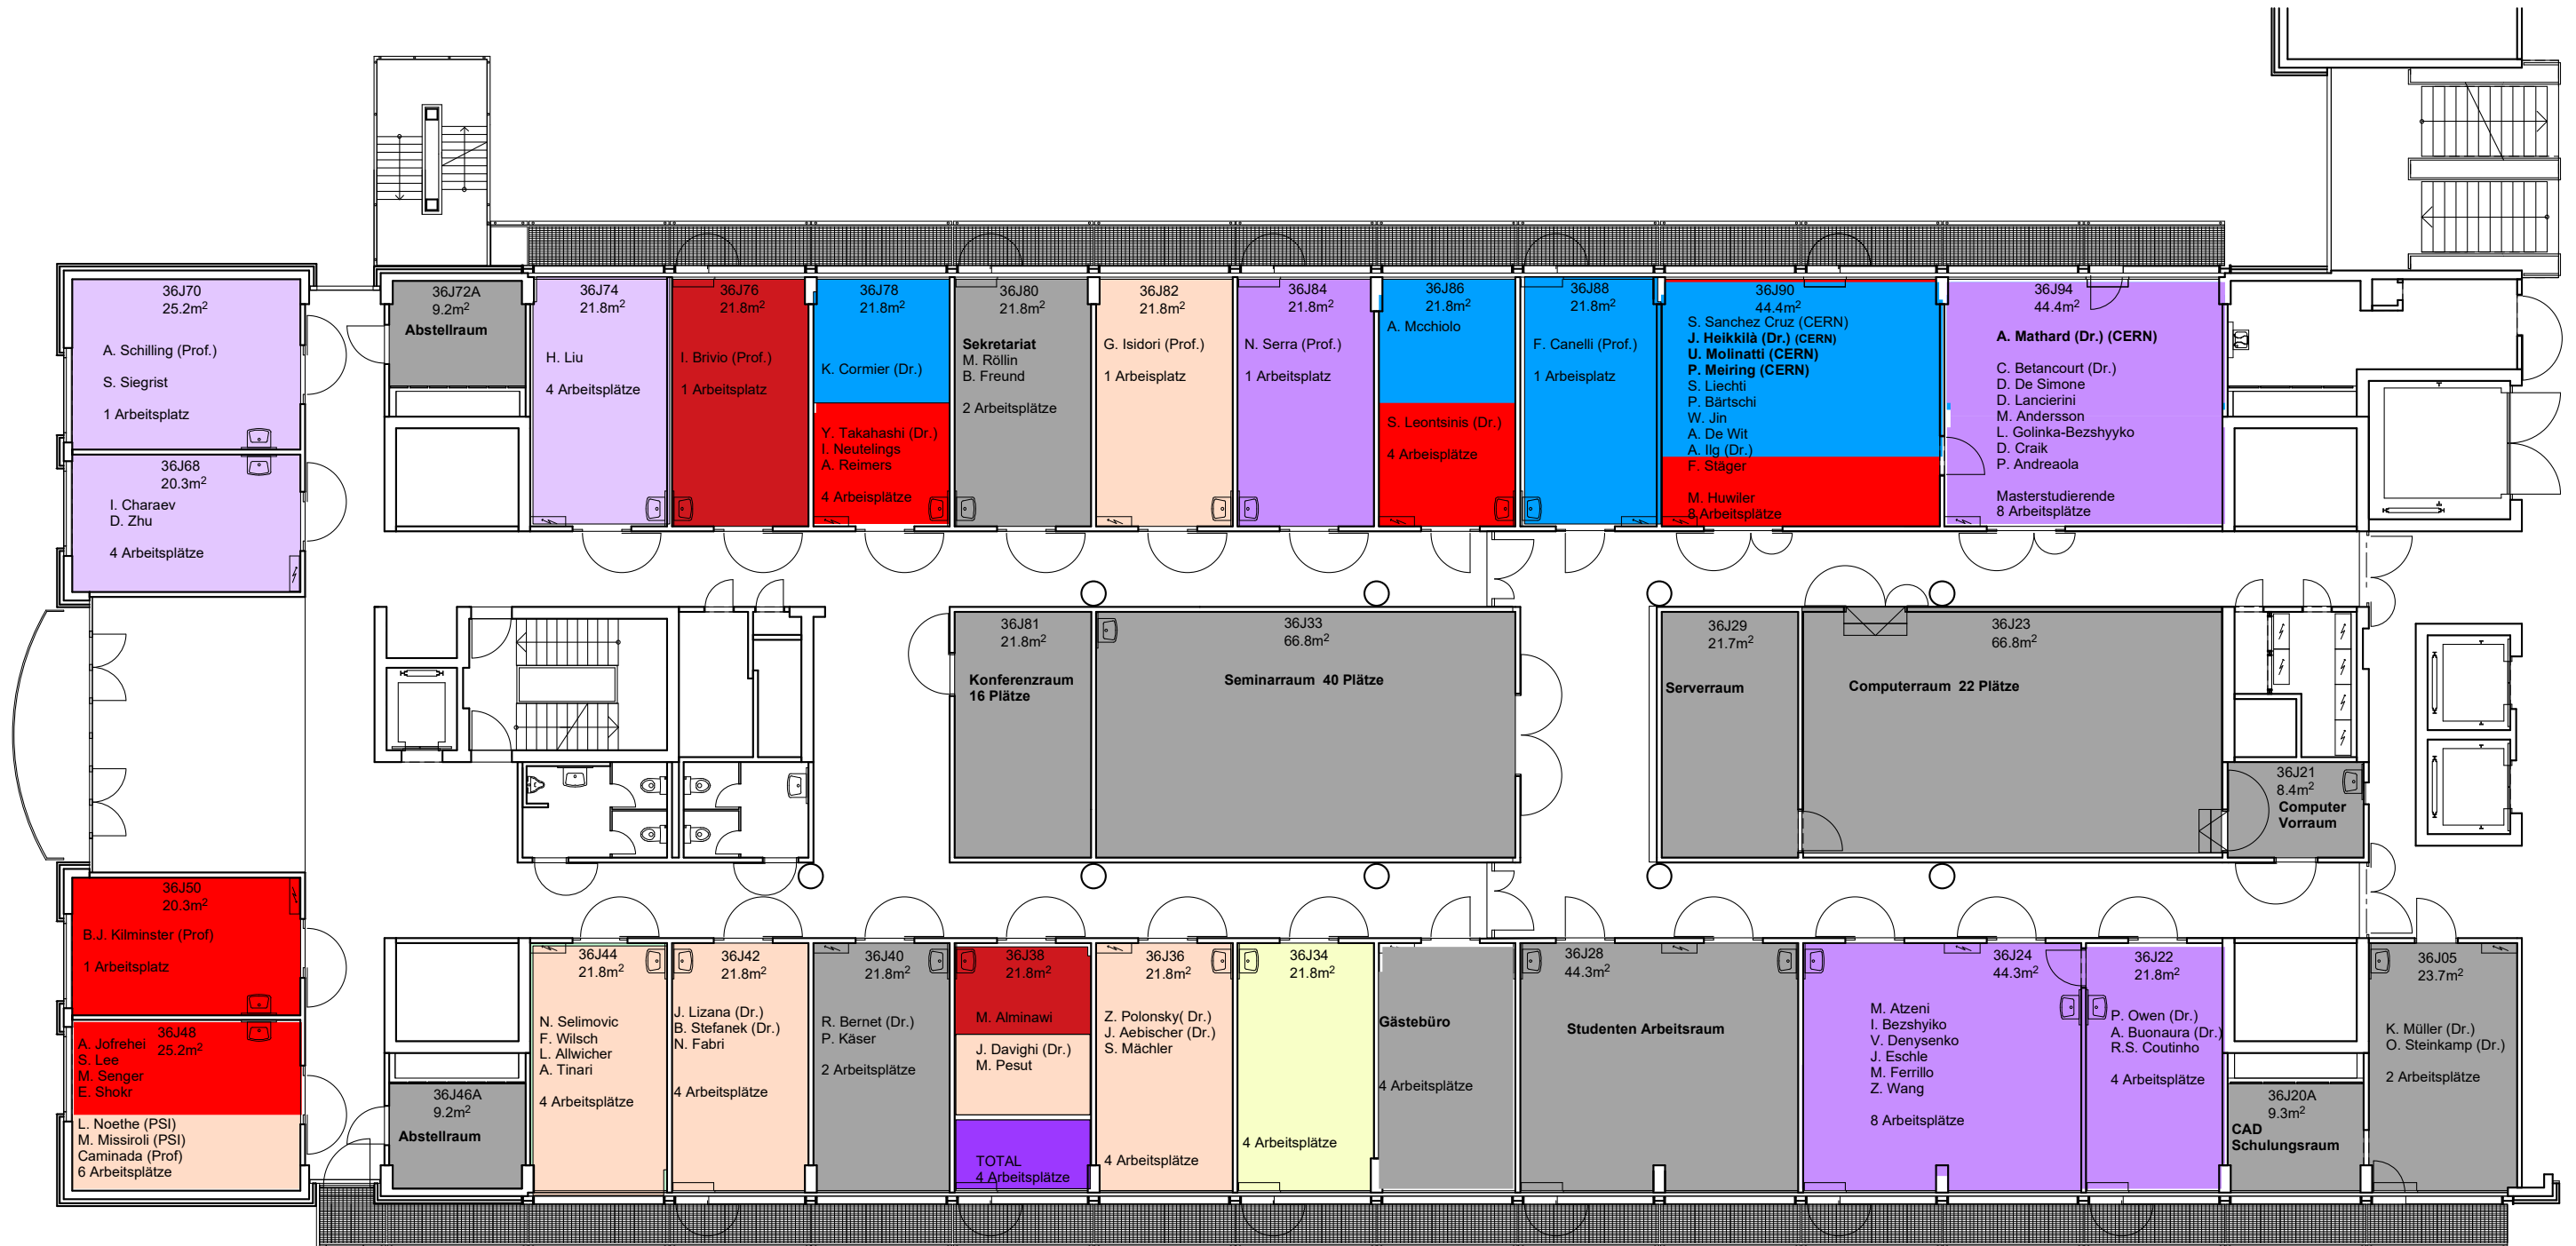 36J70
25.2m²
A. Schilling (Prof.)
S. Siegrist
1 Arbeitsplatz
36J68
20.3m²
I. Charaev
D. Zhu
4 Arbeitsplätze
36J72A
9.2m²
Abstellraum
36J74
21.8m²
H. Liu
4 Arbeitsplätze
36J76
21.8m²
I. Brivio (Prof.)
1 Arbeitsplatz
36J78
21.8m²
K. Cormier (Dr.)
Y. Takahashi (Dr.)
I. Neutelings
A. Reimers
4 Arbeisplätze
36J80
21.8m²
Sekretariat
M. Röllin
B. Freund
2 Arbeitsplätze
36J82
21.8m²
G. Isidori (Prof.)
1 Arbeisplatz
36J84
21.8m²
N. Serra (Prof.)
1 Arbeitsplatz
36J86
21.8m²
A. Mcchiolo
S. Leontsinis (Dr.)
4 Arbeisplätze
36J88
21.8m²
F. Canelli (Prof.)
1 Arbeisplatz
36J90
44.4m²
S. Sanchez Cruz (CERN)
J. Heikkilà (Dr.) (CERN)
U. Molinatti (CERN)
P. Meiring (CERN)
S. Liechti
P. Bärtschi
W. Jin
A. De Wit
A. Ilg (Dr.)
F. Stäger
M. Huwiler
8 Arbeitsplätze
36J94
44.4m²
A. Mathard (Dr.) (CERN)
C. Betancourt (Dr.)
D. De Simone
D. Lancierini
M. Andersson
L. Golinka-Bezshyyko
D. Craik
P. Andreaola
Masterstudierende
8 Arbeitsplätze
36J81
21.8m²
Konferenzraum
16 Plätze
36J33
66.8m²
Seminarraum 40 Plätze
36J29
21.7m²
Serverraum
36J23
66.8m²
Computerraum 22 Plätze
36J21
8.4m²
Computer
Vorraum
36J50
20.3m²
B.J. Kilminster (Prof)
1 Arbeitsplatz
36J48
25.2m²
A. Jofrehei
S. Lee
M. Senger
E. Shokr
L. Noethe (PSI)
M. Missiroli (PSI)
Caminada (Prof)
6 Arbeitsplätze
36J46A
9.2m²
Abstellraum
36J44
21.8m²
N. Selimovic
F. Wilsch
L. Allwicher
A. Tinari
4 Arbeitsplätze
36J42
21.8m²
J. Lizana (Dr.)
B. Stefanek (Dr.)
N. Fabri
4 Arbeitsplätze
36J40
21.8m²
R. Bernet (Dr.)
P. Käser
2 Arbeitsplätze
36J38
21.8m²
M. Alminawi
J. Davighi (Dr.)
M. Pesut
TOTAL
4 Arbeitsplätze
36J36
21.8m²
Z. Polonsky( Dr.)
J. Aebischer (Dr.)
S. Mächler
4 Arbeitsplätze
36J34
21.8m²
4 Arbeitsplätze
Gästebüro
4 Arbeitsplätze
36J28
44.3m²
Studenten Arbeitsraum
36J24
44.3m²
M. Atzeni
I. Bezshyiko
V. Denysenko
J. Eschle
M. Ferrillo
Z. Wang
8 Arbeitsplätze
36J22
21.8m²
P. Owen (Dr.)
A. Buonaura (Dr.)
R.S. Coutinho
4 Arbeitsplätze
36J20A
9.3m²
CAD
Schulungsraum
36J05
23.7m²
K. Müller (Dr.)
O. Steinkamp (Dr.)
2 Arbeitsplätze